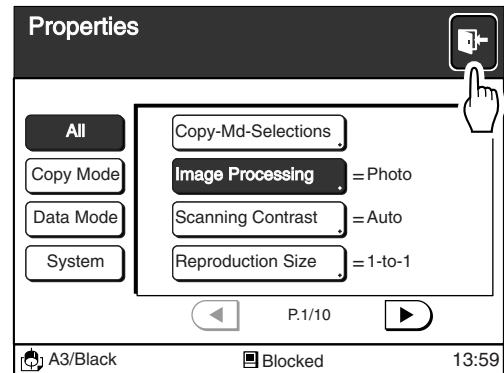 Properties
All
Copy-Md-Selections
Copy Mode
Image Processing =Photo
Data Mode
Scanning Contrast =Auto
System
Reproduction Size =1-to-1
P.1/10
A3/Black Blocked 13:59